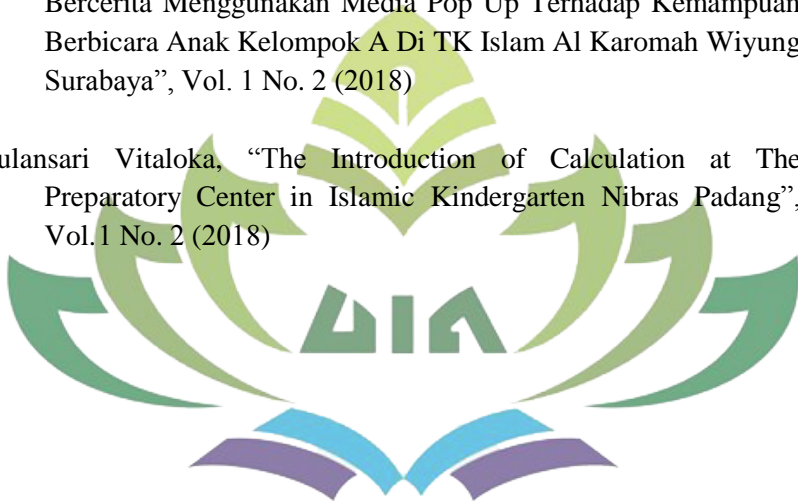 Bercerita Menggunakan Media Pop Up Terhadap Kemampuan
Berbicara Anak Kelompok A Di TK Islam Al Karomah Wiyung
Surabaya”, Vol. 1 No. 2 (2018)
ulansari Vitaloka, “The Introduction of Calculation at The
Preparatory Center in Islamic Kindergarten Nibras Padang”,
Vol.1 No. 2 (2018)
UIN